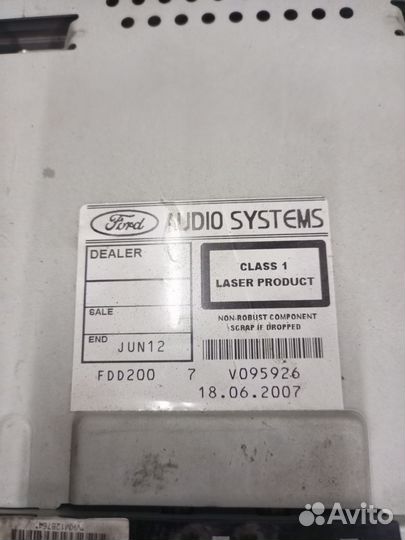 Ford AUDIO SYSTEMS
DEALER
CLASS 1
LASER PRODUCT
SALE
NON-ROBUST COMPONENT
SCRAP IF DROPPED
END JUN12
FDD200 7 V095926
18.06.2007
Avito